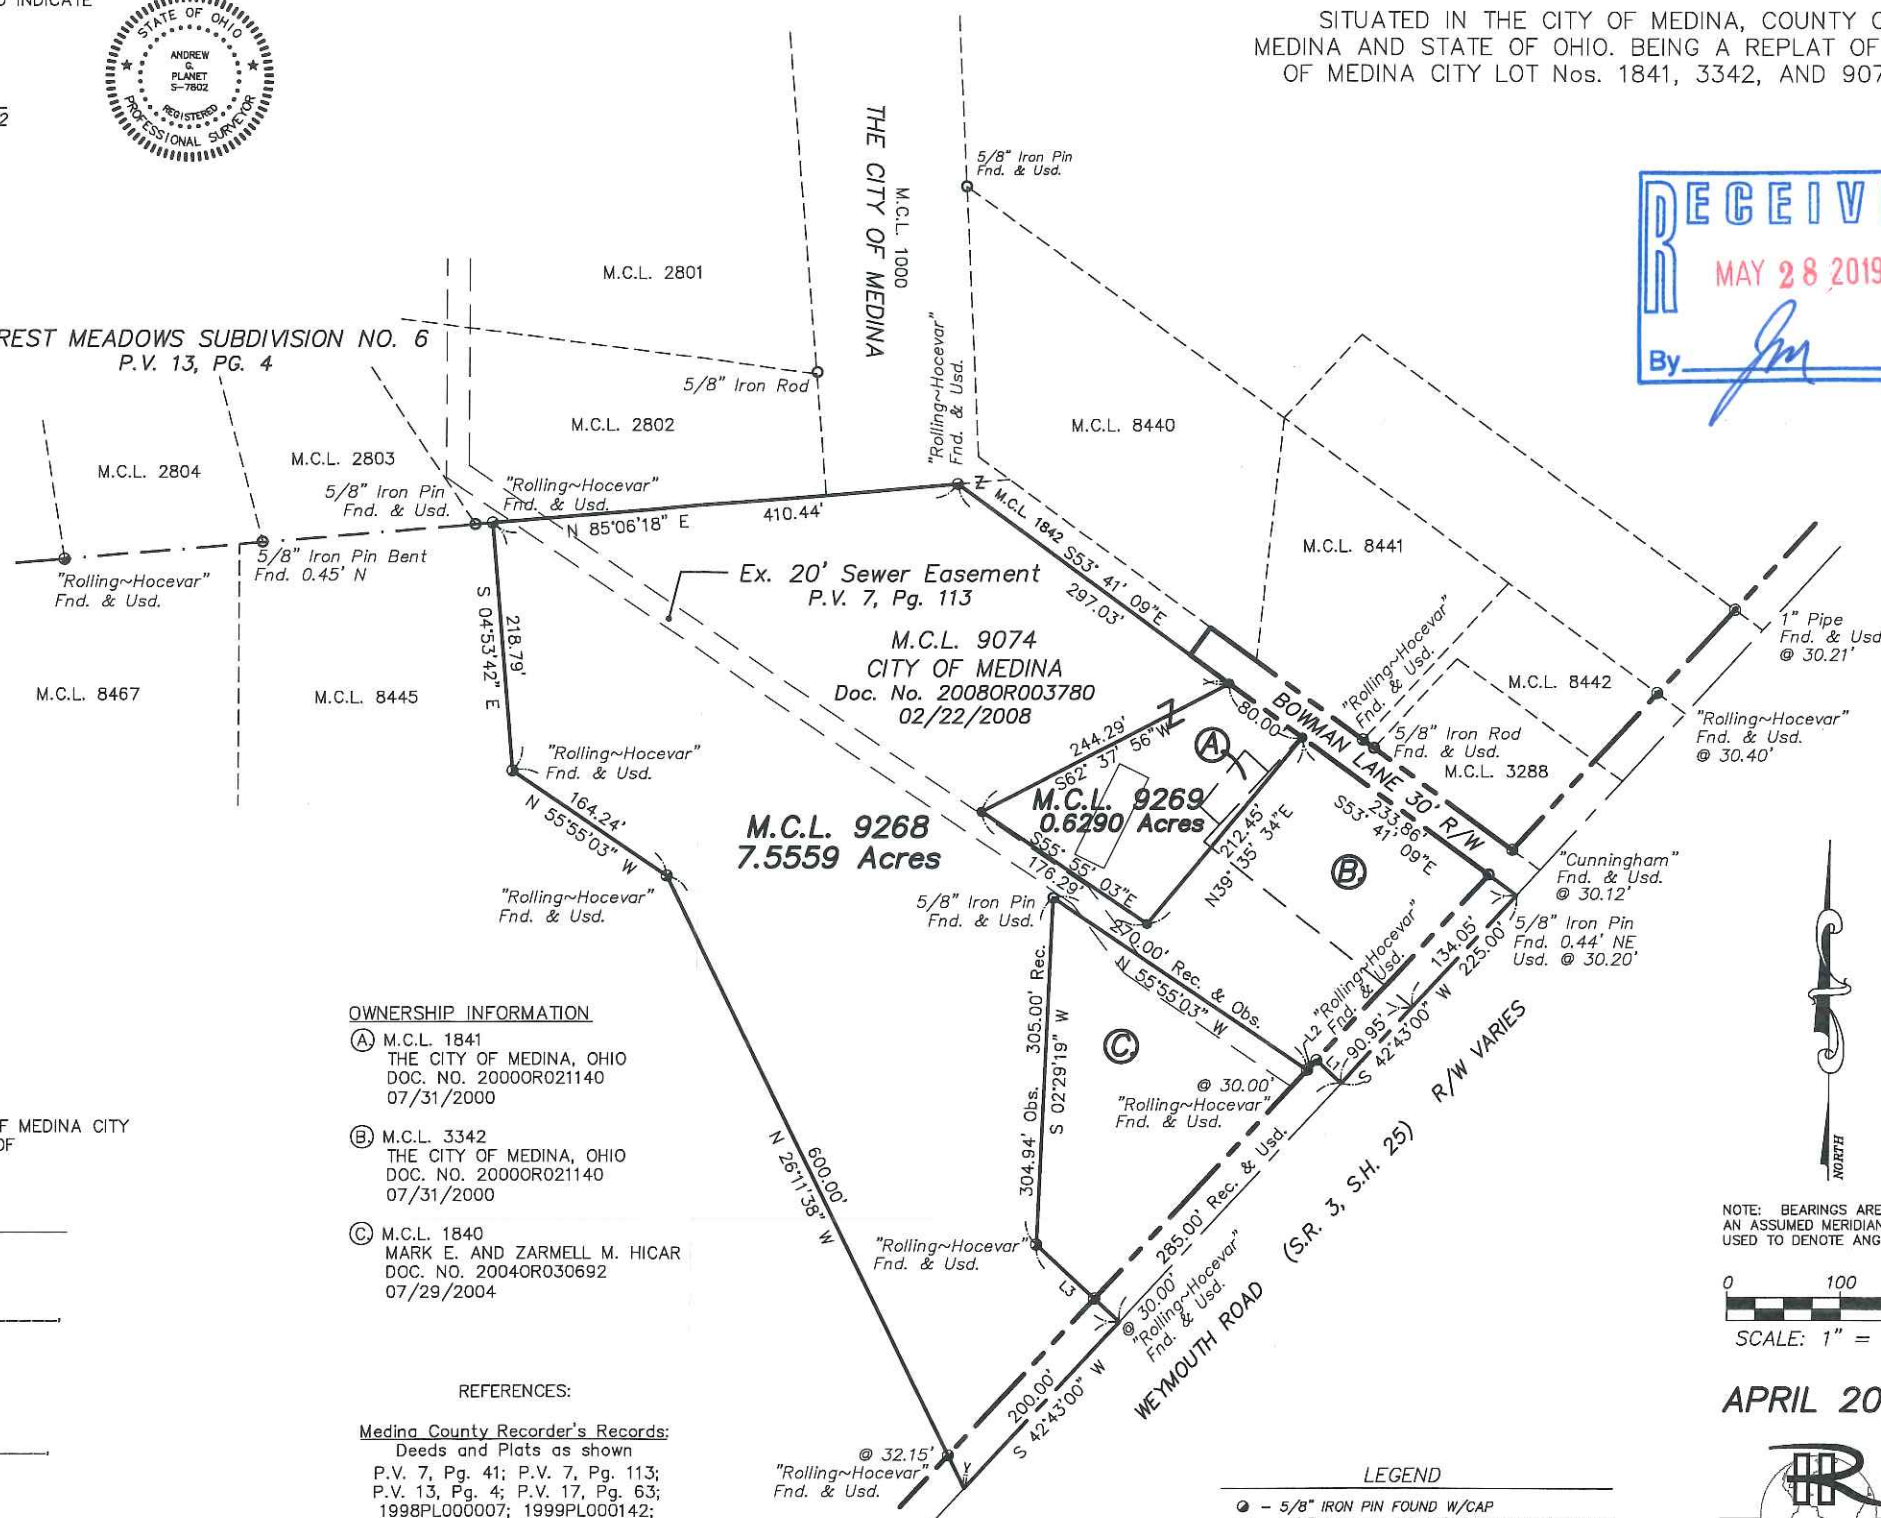 INDICATE
STATE OF OHIO
ANDREW
G.
PLANET
S-7802
REGISTERED
PROFESSIONAL SURVEYOR
2
SITUATED IN THE CITY OF MEDINA, COUNTY O
MEDINA AND STATE OF OHIO. BEING A REPLAT OF
OF MEDINA CITY LOT Nos. 1841, 3342, AND 907
RECEIV
MAY 28 2019
By
5/8" Iron Pin
Fnd. & Usd.
M.C.L. 1000
THE CITY OF MEDINA
M.C.L. 2801
REST MEADOWS SUBDIVISION NO. 6
P.V. 13, PG. 4
5/8" Iron Rod
"Rolling~Hocevar"
Fnd. & Usd.
M.C.L. 2802
M.C.L. 8440
M.C.L. 2804
M.C.L. 2803
5/8" Iron Pin
Fnd. & Usd.
"Rolling~Hocevar"
Fnd. & Usd.
N 85°06'18" E
410.44'
Z
M.C.L. 1842
S53° 41' 09"E
297.03'
M.C.L. 8441
5/8" Iron Pin Bent
Fnd. 0.45' N
"Rolling~Hocevar"
Fnd. & Usd.
Ex. 20' Sewer Easement
P.V. 7, Pg. 113
S 04°53'42" E
218.79'
M.C.L. 9074
CITY OF MEDINA
Doc. No. 2008OR003780
02/22/2008
1" Pipe
Fnd. & Usd
@ 30.21'
M.C.L. 8467
M.C.L. 8445
"Rolling~Hocevar"
Fnd. & Usd.
M.C.L. 8442
"Rolling~Hocevar"
Fnd. & Usd.
@ 30.40'
80.00'
BOWMAN LANE 30' R/W
5/8" Iron Rod
Fnd. & Usd.
M.C.L. 3288
244.29'
S62° 37' 56"W
Z
A.
"Rolling~Hocevar"
Fnd. & Usd.
164.24'
N 55°55'03" W
M.C.L. 9269
0.6290 Acres
M.C.L. 9268
7.5559 Acres
212.45'
N39° 35' 34"E
233.86'
S53° 41' 09"E
B.
S55° 55' 03"E
176.29'
"Cunningham"
Fnd. & Usd.
@ 30.12'
"Rolling~Hocevar"
Fnd. & Usd.
5/8" Iron Pin
Fnd. & Usd.
5/8" Iron Pin
Fnd. 0.44' NE
Usd. @ 30.20'
270.00' Rec. & Obs.
N 55°55'03" W
"Rolling~Hocevar"
Fnd. & Usd.
134.05'
225.00'
L2
L1
90.95'
S 42°43'00" W
305.00' Rec.
304.94' Obs.
S 02°29'19" W
C.
@ 30.00'
"Rolling~Hocevar"
Fnd. & Usd.
OWNERSHIP INFORMATION
A. M.C.L. 1841
THE CITY OF MEDINA, OHIO
DOC. NO. 2000OR021140
07/31/2000
F MEDINA CITY
OF
B. M.C.L. 3342
THE CITY OF MEDINA, OHIO
DOC. NO. 2000OR021140
07/31/2000
C. M.C.L. 1840
MARK E. AND ZARMELL M. HICAR
DOC. NO. 2004OR030692
07/29/2004
600.00'
N 26°11'38" W
"Rolling~Hocevar"
Fnd. & Usd.
L3
285.00' Rec. & Usd.
@ 30.00'
"Rolling~Hocevar"
Fnd. & Usd.
WEYMOUTH ROAD (S.R. 3, S.H. 25) R/W VARIES
200.00'
S 42°43'00" W
@ 32.15'
"Rolling~Hocevar"
Fnd. & Usd.
NORTH
NOTE: BEARINGS ARE
AN ASSUMED MERIDIAN
USED TO DENOTE ANG
0 100
SCALE: 1" =
APRIL 20
REFERENCES:
Medina County Recorder's Records:
Deeds and Plats as shown
P.V. 7, Pg. 41; P.V. 7, Pg. 113;
P.V. 13, Pg. 4; P.V. 17, Pg. 63;
1998PL000007; 1999PL000142;
LEGEND
- 5/8" IRON PIN FOUND W/CAP